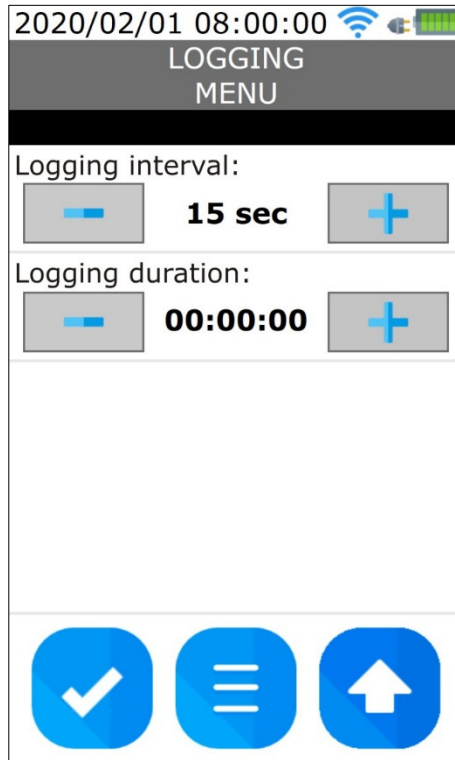 2020/02/01 08:00:00
LOGGING
MENU
Logging interval:
15 sec
Logging duration:
00:00:00